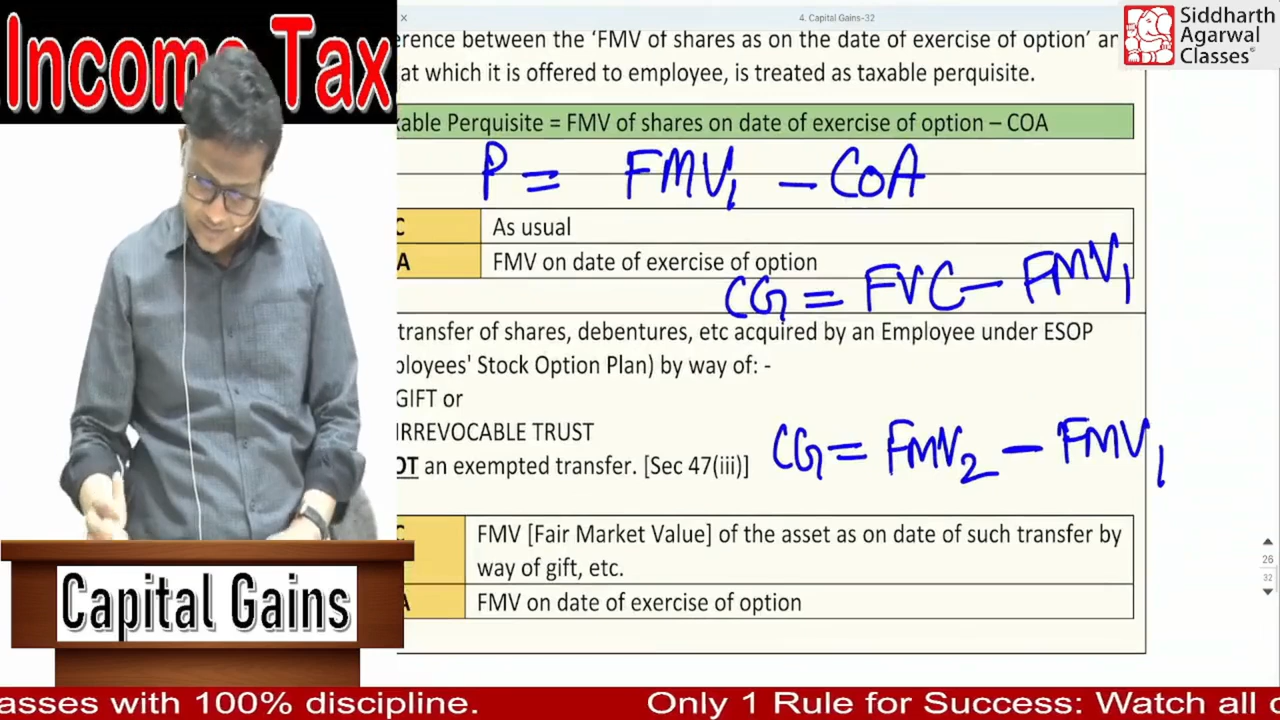 Income Tax
4. Capital Gains-32
Siddharth
Agarwal
Classes
erence between the ‘FMV of shares as on the date of exercise of option’ an
at which it is offered to employee, is treated as taxable perquisite.
xable Perquisite = FMV of shares on date of exercise of option – COA
P = FMV1 – COA
C As usual
A FMV on date of exercise of option
CG = FVC – FMV1
transfer of shares, debentures, etc acquired by an Employee under ESOP
ployees' Stock Option Plan) by way of: -
GIFT or
IRREVOCABLE TRUST
OT an exempted transfer. [Sec 47(iii)]
CG = FMV2 – FMV1
C FMV [Fair Market Value] of the asset as on date of such transfer by
way of gift, etc.
A FMV on date of exercise of option
26
32
Capital Gains
asses with 100% discipline. Only 1 Rule for Success: Watch all c